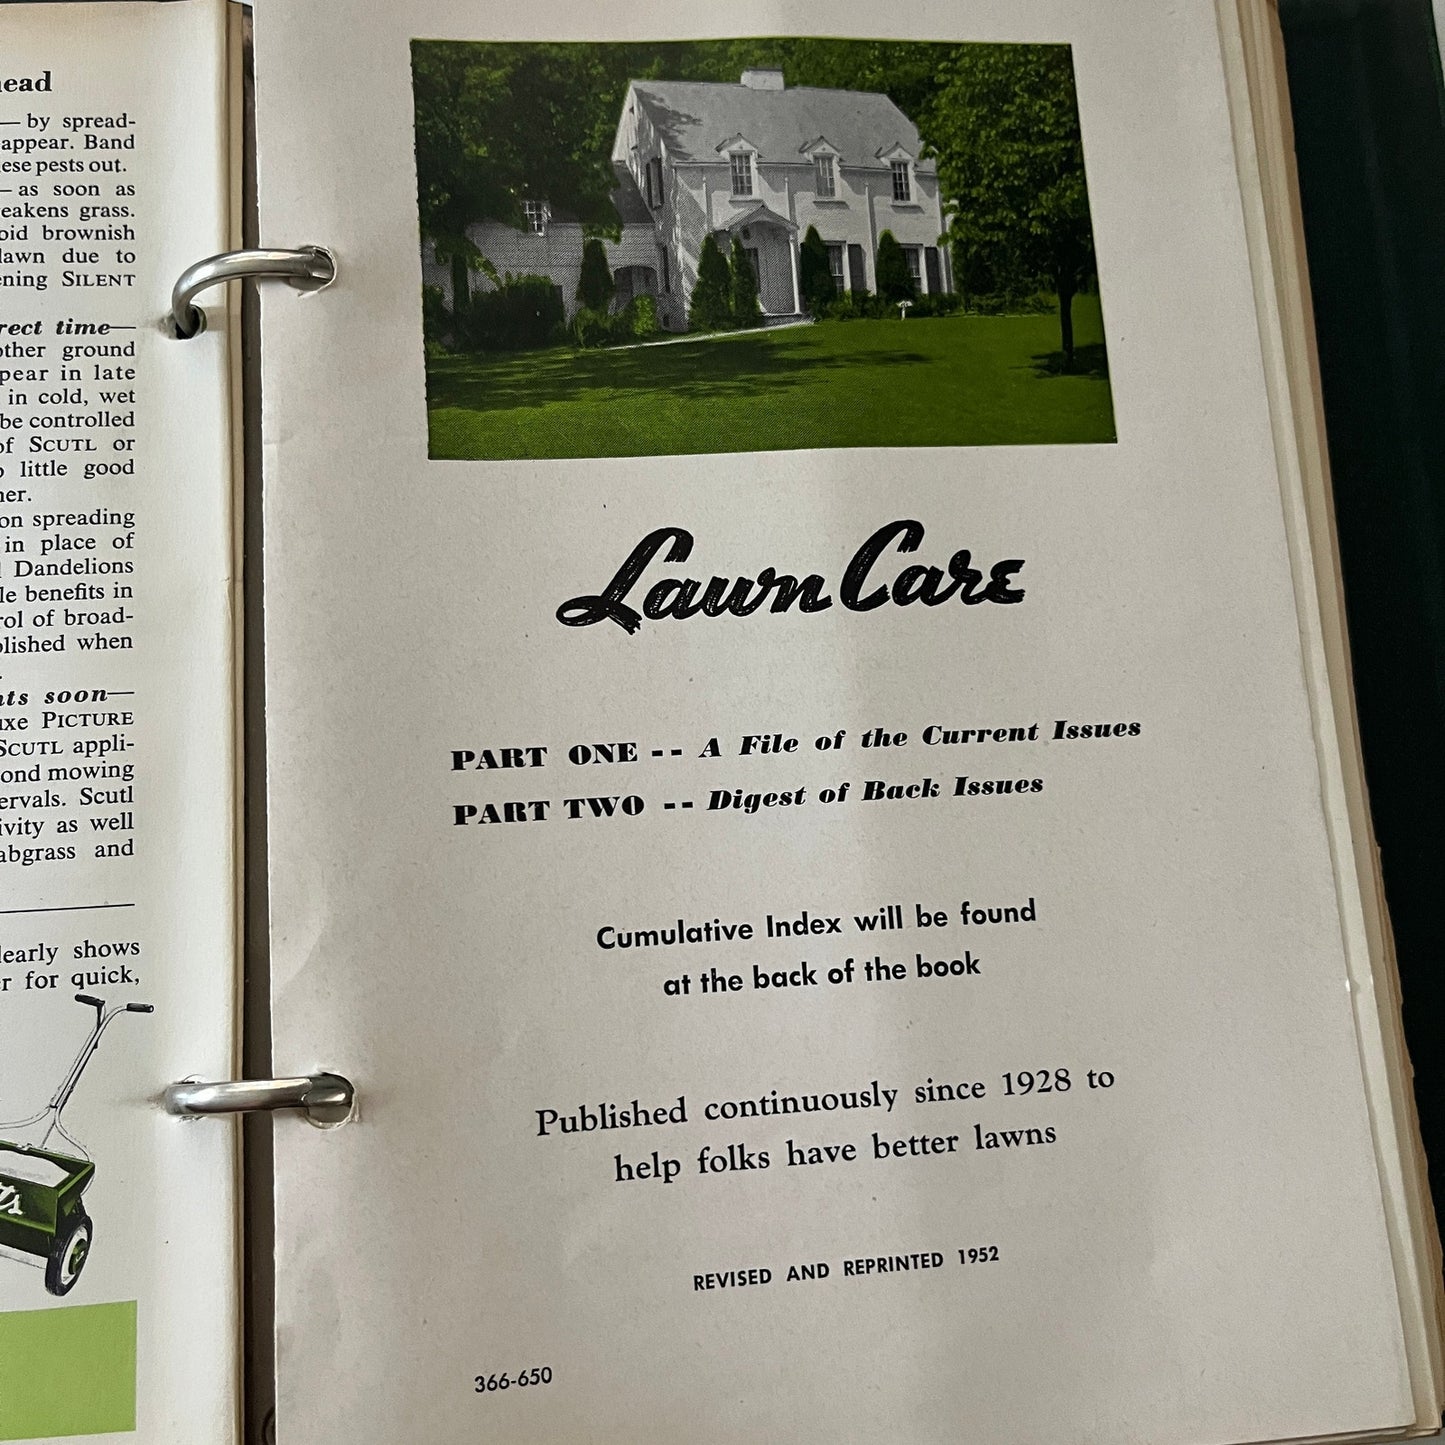 head
— by spread-
appear. Band
ese pests out.
— as soon as
eakens grass.
oid brownish
lawn due to
ening SILENT
rect time—
other ground
pear in late
in cold, wet
be controlled
of SCUTL or
little good
her.
on spreading
in place of
Dandelions
le benefits in
rol of broad-
plished when
nts soon—
uxe PICTURE
SCUTL appli-
ond mowing
ervals. Scutl
ivity as well
abgrass and
learly shows
r for quick,
ts
Lawn Care
PART ONE -- A File of the Current Issues
PART TWO -- Digest of Back Issues
Cumulative Index will be found
at the back of the book
Published continuously since 1928 to
help folks have better lawns
REVISED AND REPRINTED 1952
366-650